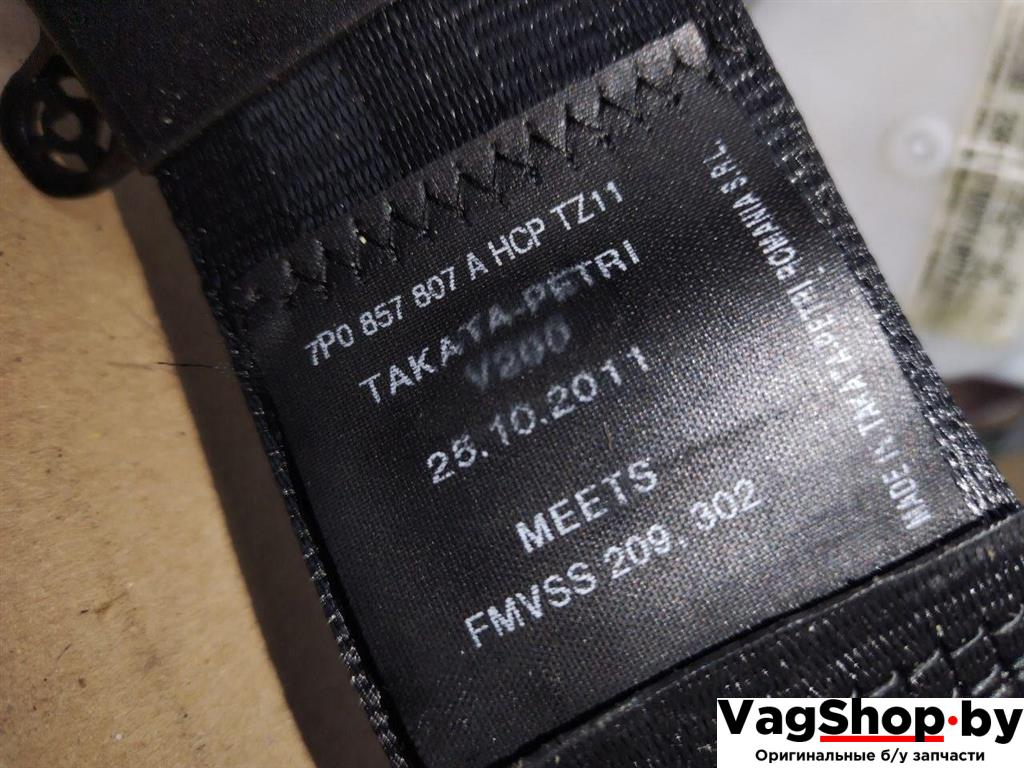 7P0 857 807 A HCP TZ11
TAKATA-PETRI
V200
25.10.2011
MEETS
FMVSS 209, 302
MADE IN TAKATA-PETRI ROMANIA S.R.L.
VagShop.by
Оригинальные б/у запчасти